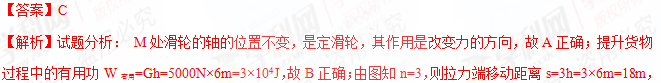 【答案】C
【解析】试题分析： M处滑轮的轴的位置不变，是定滑轮，其作用是改变力的方向，故A正确；提升货物
过程中的有用功W有用=Gh=5000N×6m=3×10⁴J，故B正确；由图知n=3，则拉力端移动距离s=3h=3×6m=18m，